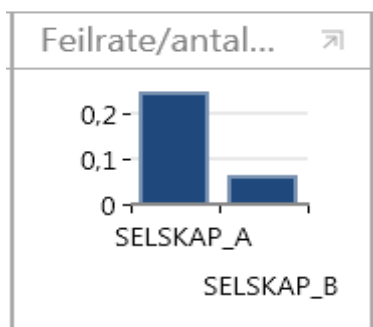 Feilrate/antal...
0,2
0,1
0
SELSKAP_A
SELSKAP_B